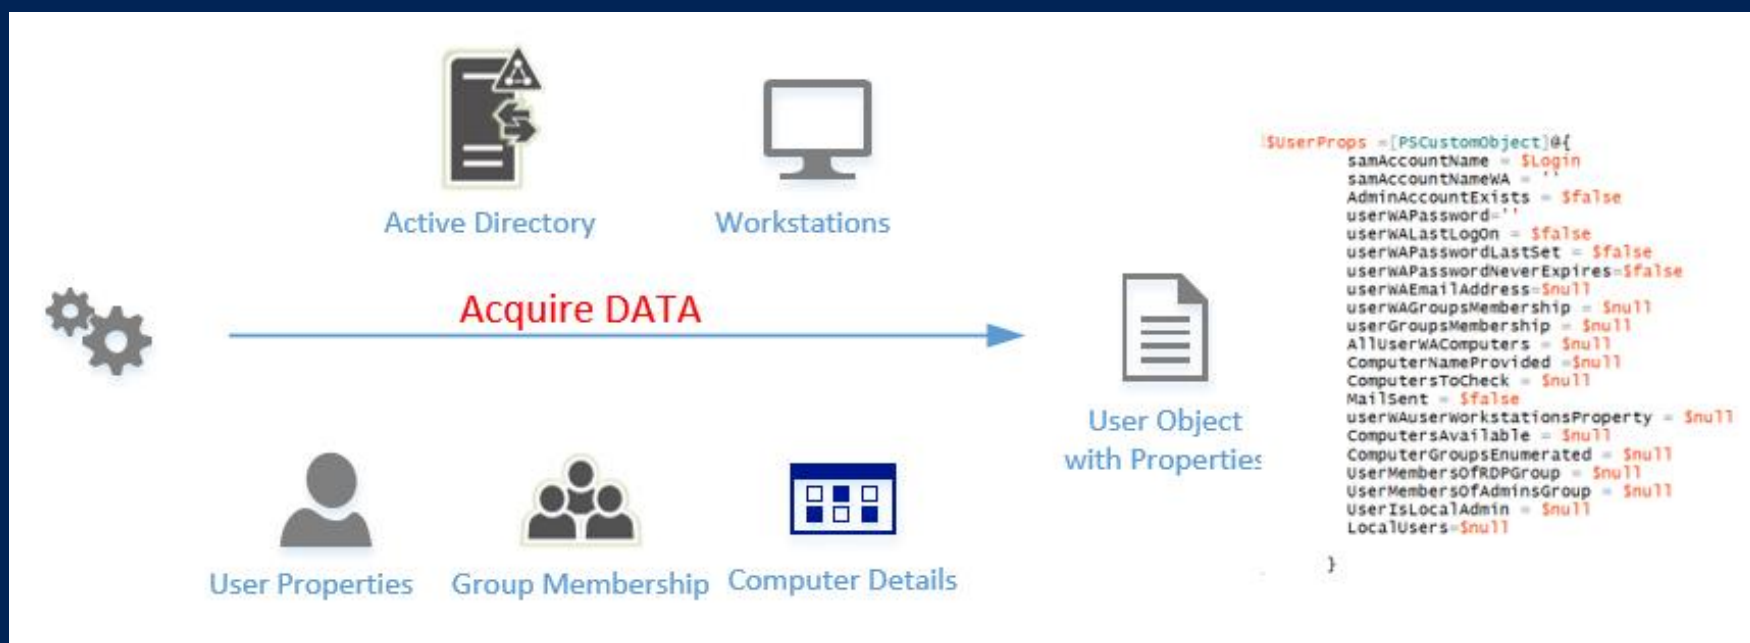 Active Directory
Workstations
Acquire DATA
User Properties
Group Membership
Computer Details
User Object
with Properties
$UserProps =[PSCustomObject]@{
samAccountName = $Login
samAccountNameWA = ''
AdminAccountExists = $false
userWAPassword=''
userWALastLogOn = $false
userWAPasswordLastSet = $false
userWAPasswordNeverExpires=$false
userWAEmailAddress=$null
userWAGroupsMembership = $null
userGroupsMembership = $null
AllUserWAComputers = $null
ComputerNameProvided =$null
ComputersToCheck = $null
MailSent = $false
userWAuserWorkstationsProperty = $null
ComputersAvailable = $null
ComputerGroupsEnumerated = $null
UserMembersOfRDPGroup = $null
UserMembersOfAdminsGroup = $null
UserIsLocalAdmin = $null
LocalUsers=$null
}